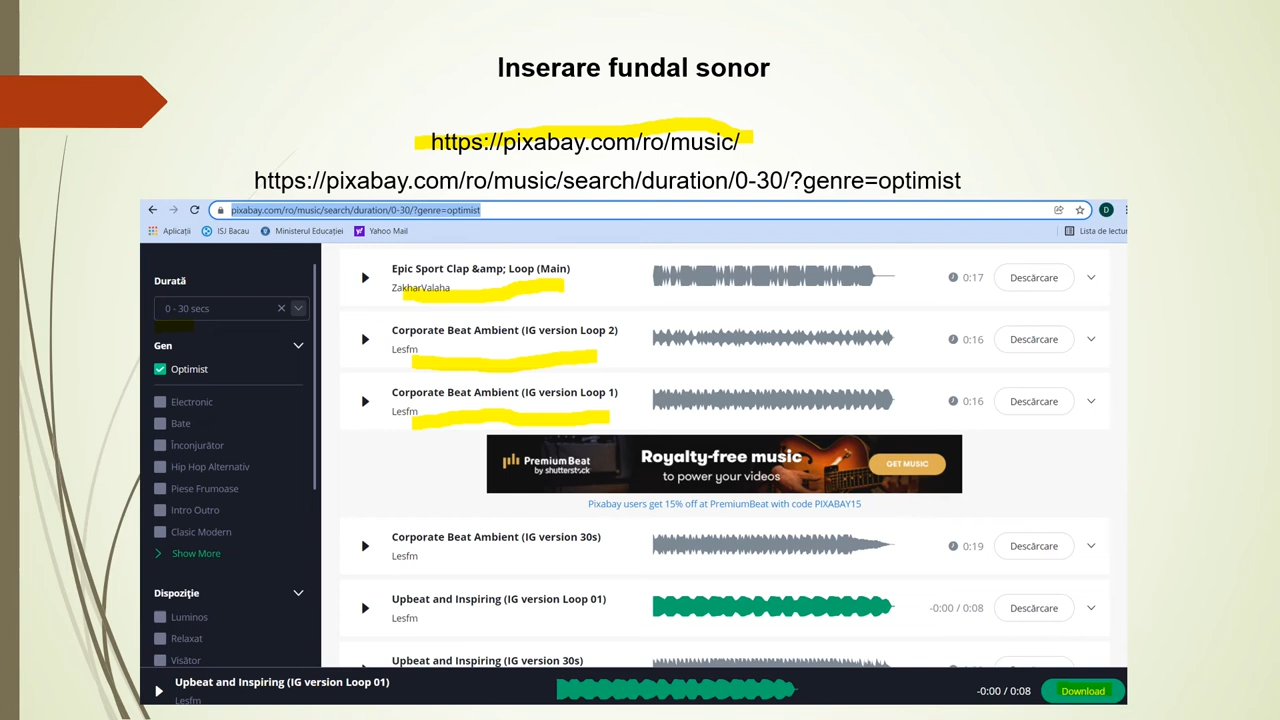 Inserare fundal sonor
https://pixabay.com/ro/music/
https://pixabay.com/ro/music/search/duration/0-30/?genre=optimist
pixabay.com/ro/music/search/duration/0-30/?genre=optimist
D
Aplicații ISJ Bacau Ministerul Educației Yahoo Mail Lista de lectur
Durată
0 - 30 secs
Gen
Optimist
Electronic
Bate
Înconjurător
Hip Hop Alternativ
Piese Frumoase
Intro Outro
Clasic Modern
Show More
Dispoziţie
Luminos
Relaxat
Visător
Epic Sport Clap &amp; Loop (Main)
ZakharValaha
0:17 Descărcare
Corporate Beat Ambient (IG version Loop 2)
Lesfm
0:16 Descărcare
Corporate Beat Ambient (IG version Loop 1)
Lesfm
0:16 Descărcare
PremiumBeat
by shutterstock
Royalty-free music
to power your videos
GET MUSIC
Pixabay users get 15% off at PremiumBeat with code PIXABAY15
Corporate Beat Ambient (IG version 30s)
Lesfm
0:19 Descărcare
Upbeat and Inspiring (IG version Loop 01)
Lesfm
-0:00 / 0:08 Descărcare
Upbeat and Inspiring (IG version 30s)
Upbeat and Inspiring (IG version Loop 01)
Lesfm
-0:00 / 0:08 Download